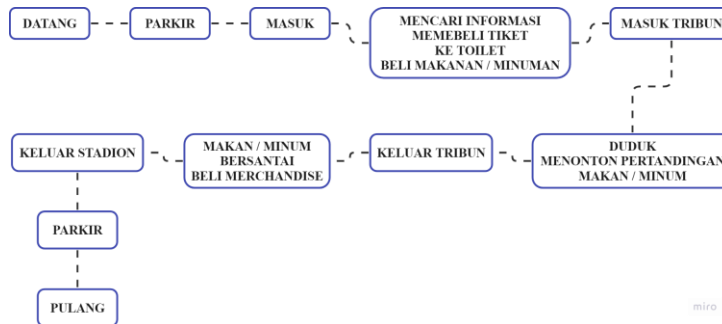 DATANG
PARKIR
MASUK
MENCARI INFORMASI
MEMEBELI TIKET
KE TOILET
BELI MAKANAN / MINUMAN
MASUK TRIBUN
DUDUK
MENONTON PERTANDINGAN
MAKAN / MINUM
KELUAR TRIBUN
MAKAN / MINUM
BERSANTAI
BELI MERCHANDISE
KELUAR STADION
PARKIR
PULANG
miro